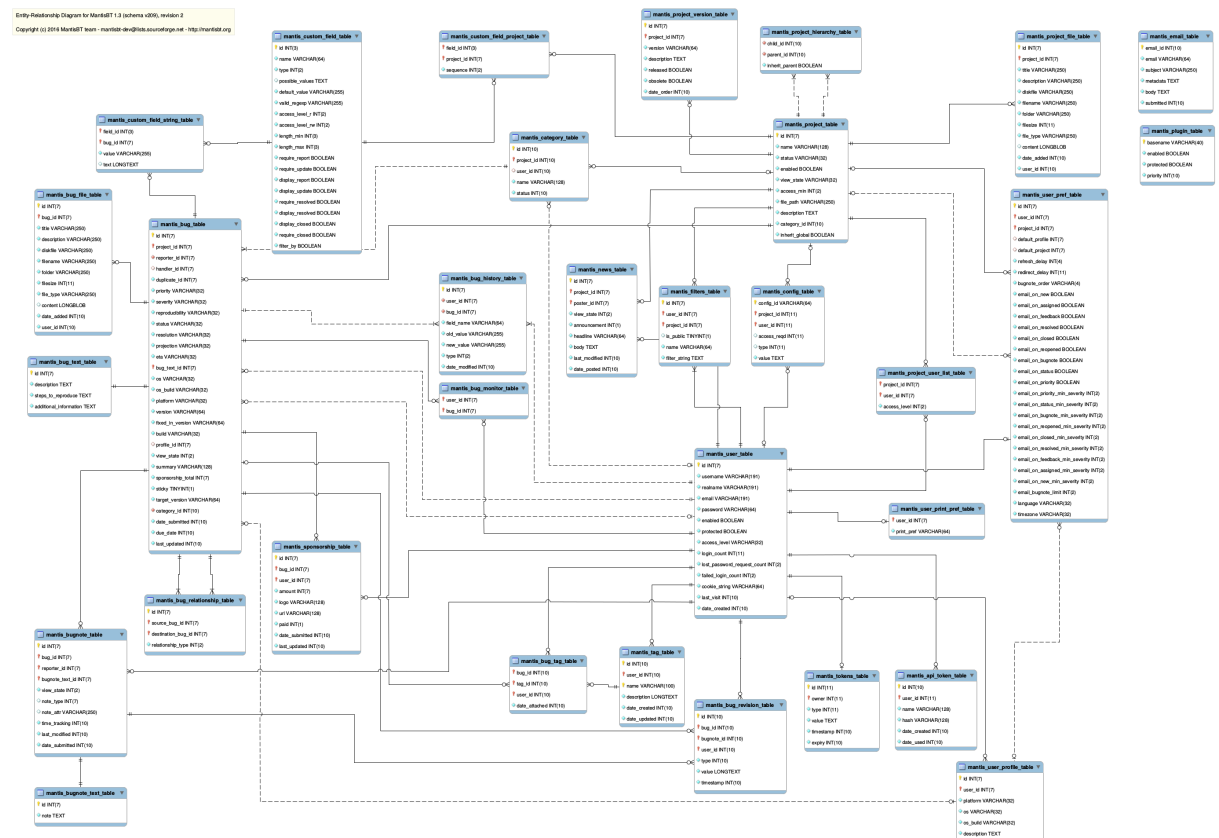 Entity-Relationship Diagram for MantisBT 1.3 (schema v209), revision 2
Copyright (c) 2016 MantisBT team - mantisbt-dev@lists.sourceforge.net - http://mantisbt.org
mantis_custom_field_table
id INT(3)
name VARCHAR(64)
type INT(2)
possible_values TEXT
default_value VARCHAR(255)
valid_regexp VARCHAR(255)
access_level_r INT(2)
access_level_rw INT(2)
length_min INT(3)
length_max INT(3)
require_report BOOLEAN
require_update BOOLEAN
display_report BOOLEAN
display_update BOOLEAN
require_resolved BOOLEAN
display_resolved BOOLEAN
display_closed BOOLEAN
require_closed BOOLEAN
filter_by BOOLEAN
mantis_custom_field_project_table
field_id INT(3)
project_id INT(7)
sequence INT(2)
mantis_project_version_table
id INT(7)
project_id INT(7)
version VARCHAR(64)
description TEXT
released BOOLEAN
obsolete BOOLEAN
date_order INT(10)
mantis_project_hierarchy_table
child_id INT(10)
parent_id INT(10)
inherit_parent BOOLEAN
mantis_project_file_table
id INT(7)
project_id INT(7)
title VARCHAR(250)
description VARCHAR(250)
diskfile VARCHAR(250)
filename VARCHAR(250)
folder VARCHAR(250)
filesize INT(11)
file_type VARCHAR(250)
content LONGBLOB
date_added INT(10)
user_id INT(10)
mantis_email_table
email_id INT(10)
email VARCHAR(64)
subject VARCHAR(250)
metadata TEXT
body TEXT
submitted INT(10)
mantis_custom_field_string_table
field_id INT(3)
bug_id INT(7)
value VARCHAR(255)
text LONGTEXT
mantis_category_table
id INT(10)
project_id INT(10)
user_id INT(10)
name VARCHAR(128)
status INT(10)
mantis_project_table
id INT(7)
name VARCHAR(128)
status VARCHAR(32)
enabled BOOLEAN
view_state VARCHAR(32)
access_min INT(2)
file_path VARCHAR(250)
description TEXT
category_id INT(10)
inherit_global BOOLEAN
mantis_plugin_table
basename VARCHAR(40)
enabled BOOLEAN
protected BOOLEAN
priority INT(10)
mantis_bug_file_table
id INT(7)
bug_id INT(7)
title VARCHAR(250)
description VARCHAR(250)
diskfile VARCHAR(250)
filename VARCHAR(250)
folder VARCHAR(250)
filesize INT(11)
file_type VARCHAR(250)
content LONGBLOB
date_added INT(10)
user_id INT(10)
mantis_bug_table
id INT(7)
project_id INT(7)
reporter_id INT(7)
handler_id INT(7)
duplicate_id INT(7)
priority VARCHAR(32)
severity VARCHAR(32)
reproducibility VARCHAR(32)
status VARCHAR(32)
resolution VARCHAR(32)
projection VARCHAR(32)
eta VARCHAR(32)
bug_text_id INT(7)
os VARCHAR(32)
os_build VARCHAR(32)
platform VARCHAR(32)
version VARCHAR(64)
fixed_in_version VARCHAR(64)
build VARCHAR(32)
profile_id INT(7)
view_state INT(2)
summary VARCHAR(128)
sponsorship_total INT(7)
sticky TINYINT(1)
target_version VARCHAR(64)
category_id INT(10)
date_submitted INT(10)
due_date INT(10)
last_updated INT(10)
mantis_user_pref_table
id INT(7)
user_id INT(7)
project_id INT(7)
default_profile INT(7)
default_project INT(7)
refresh_delay INT(4)
redirect_delay INT(11)
bugnote_order VARCHAR(4)
email_on_new BOOLEAN
email_on_assigned BOOLEAN
email_on_feedback BOOLEAN
email_on_resolved BOOLEAN
email_on_closed BOOLEAN
email_on_reopened BOOLEAN
email_on_bugnote BOOLEAN
email_on_status BOOLEAN
email_on_priority BOOLEAN
email_on_priority_min_severity INT(2)
email_on_status_min_severity INT(2)
email_on_bugnote_min_severity INT(2)
email_on_reopened_min_severity INT(2)
email_on_closed_min_severity INT(2)
email_on_resolved_min_severity INT(2)
email_on_feedback_min_severity INT(2)
email_on_assigned_min_severity INT(2)
email_on_new_min_severity INT(2)
email_bugnote_limit INT(2)
language VARCHAR(32)
timezone VARCHAR(32)
mantis_bug_history_table
id INT(7)
user_id INT(7)
bug_id INT(7)
field_name VARCHAR(64)
old_value VARCHAR(255)
new_value VARCHAR(255)
type INT(2)
date_modified INT(10)
mantis_news_table
id INT(7)
project_id INT(7)
poster_id INT(7)
view_state INT(2)
announcement INT(1)
headline VARCHAR(64)
body TEXT
last_modified INT(10)
date_posted INT(10)
mantis_filters_table
id INT(7)
user_id INT(7)
project_id INT(7)
is_public TINYINT(1)
name VARCHAR(64)
filter_string TEXT
mantis_config_table
config_id VARCHAR(64)
project_id INT(11)
user_id INT(11)
access_reqd INT(11)
type INT(11)
value TEXT
mantis_bug_text_table
id INT(7)
description TEXT
steps_to_reproduce TEXT
additional_information TEXT
mantis_bug_monitor_table
user_id INT(7)
bug_id INT(7)
mantis_project_user_list_table
project_id INT(7)
user_id INT(7)
access_level INT(2)
mantis_user_table
id INT(7)
username VARCHAR(191)
realname VARCHAR(191)
email VARCHAR(191)
password VARCHAR(64)
enabled BOOLEAN
protected BOOLEAN
access_level VARCHAR(32)
login_count INT(11)
lost_password_request_count INT(2)
failed_login_count INT(2)
cookie_string VARCHAR(64)
last_visit INT(10)
date_created INT(10)
mantis_user_print_pref_table
user_id INT(7)
print_pref VARCHAR(64)
mantis_sponsorship_table
id INT(7)
bug_id INT(7)
user_id INT(7)
amount INT(7)
logo VARCHAR(128)
url VARCHAR(128)
paid INT(1)
date_submitted INT(10)
last_updated INT(10)
mantis_bug_relationship_table
id INT(7)
source_bug_id INT(7)
destination_bug_id INT(7)
relationship_type INT(2)
mantis_bugnote_table
id INT(7)
bug_id INT(7)
reporter_id INT(7)
bugnote_text_id INT(7)
view_state INT(2)
note_type INT(7)
note_attr VARCHAR(250)
time_tracking INT(10)
last_modified INT(10)
date_submitted INT(10)
mantis_bug_tag_table
bug_id INT(10)
tag_id INT(10)
user_id INT(10)
date_attached INT(10)
mantis_tag_table
id INT(10)
user_id INT(10)
name VARCHAR(100)
description LONGTEXT
date_created INT(10)
date_updated INT(10)
mantis_tokens_table
id INT(11)
owner INT(11)
type INT(11)
value TEXT
timestamp INT(10)
expiry INT(10)
mantis_api_token_table
id INT(10)
user_id INT(11)
name VARCHAR(128)
hash VARCHAR(128)
date_created INT(10)
date_used INT(10)
mantis_bug_revision_table
id INT(10)
bug_id INT(10)
bugnote_id INT(10)
user_id INT(10)
type INT(10)
value LONGTEXT
timestamp INT(10)
mantis_user_profile_table
id INT(7)
user_id INT(7)
platform VARCHAR(32)
os VARCHAR(32)
os_build VARCHAR(32)
description TEXT
mantis_bugnote_text_table
id INT(7)
note TEXT